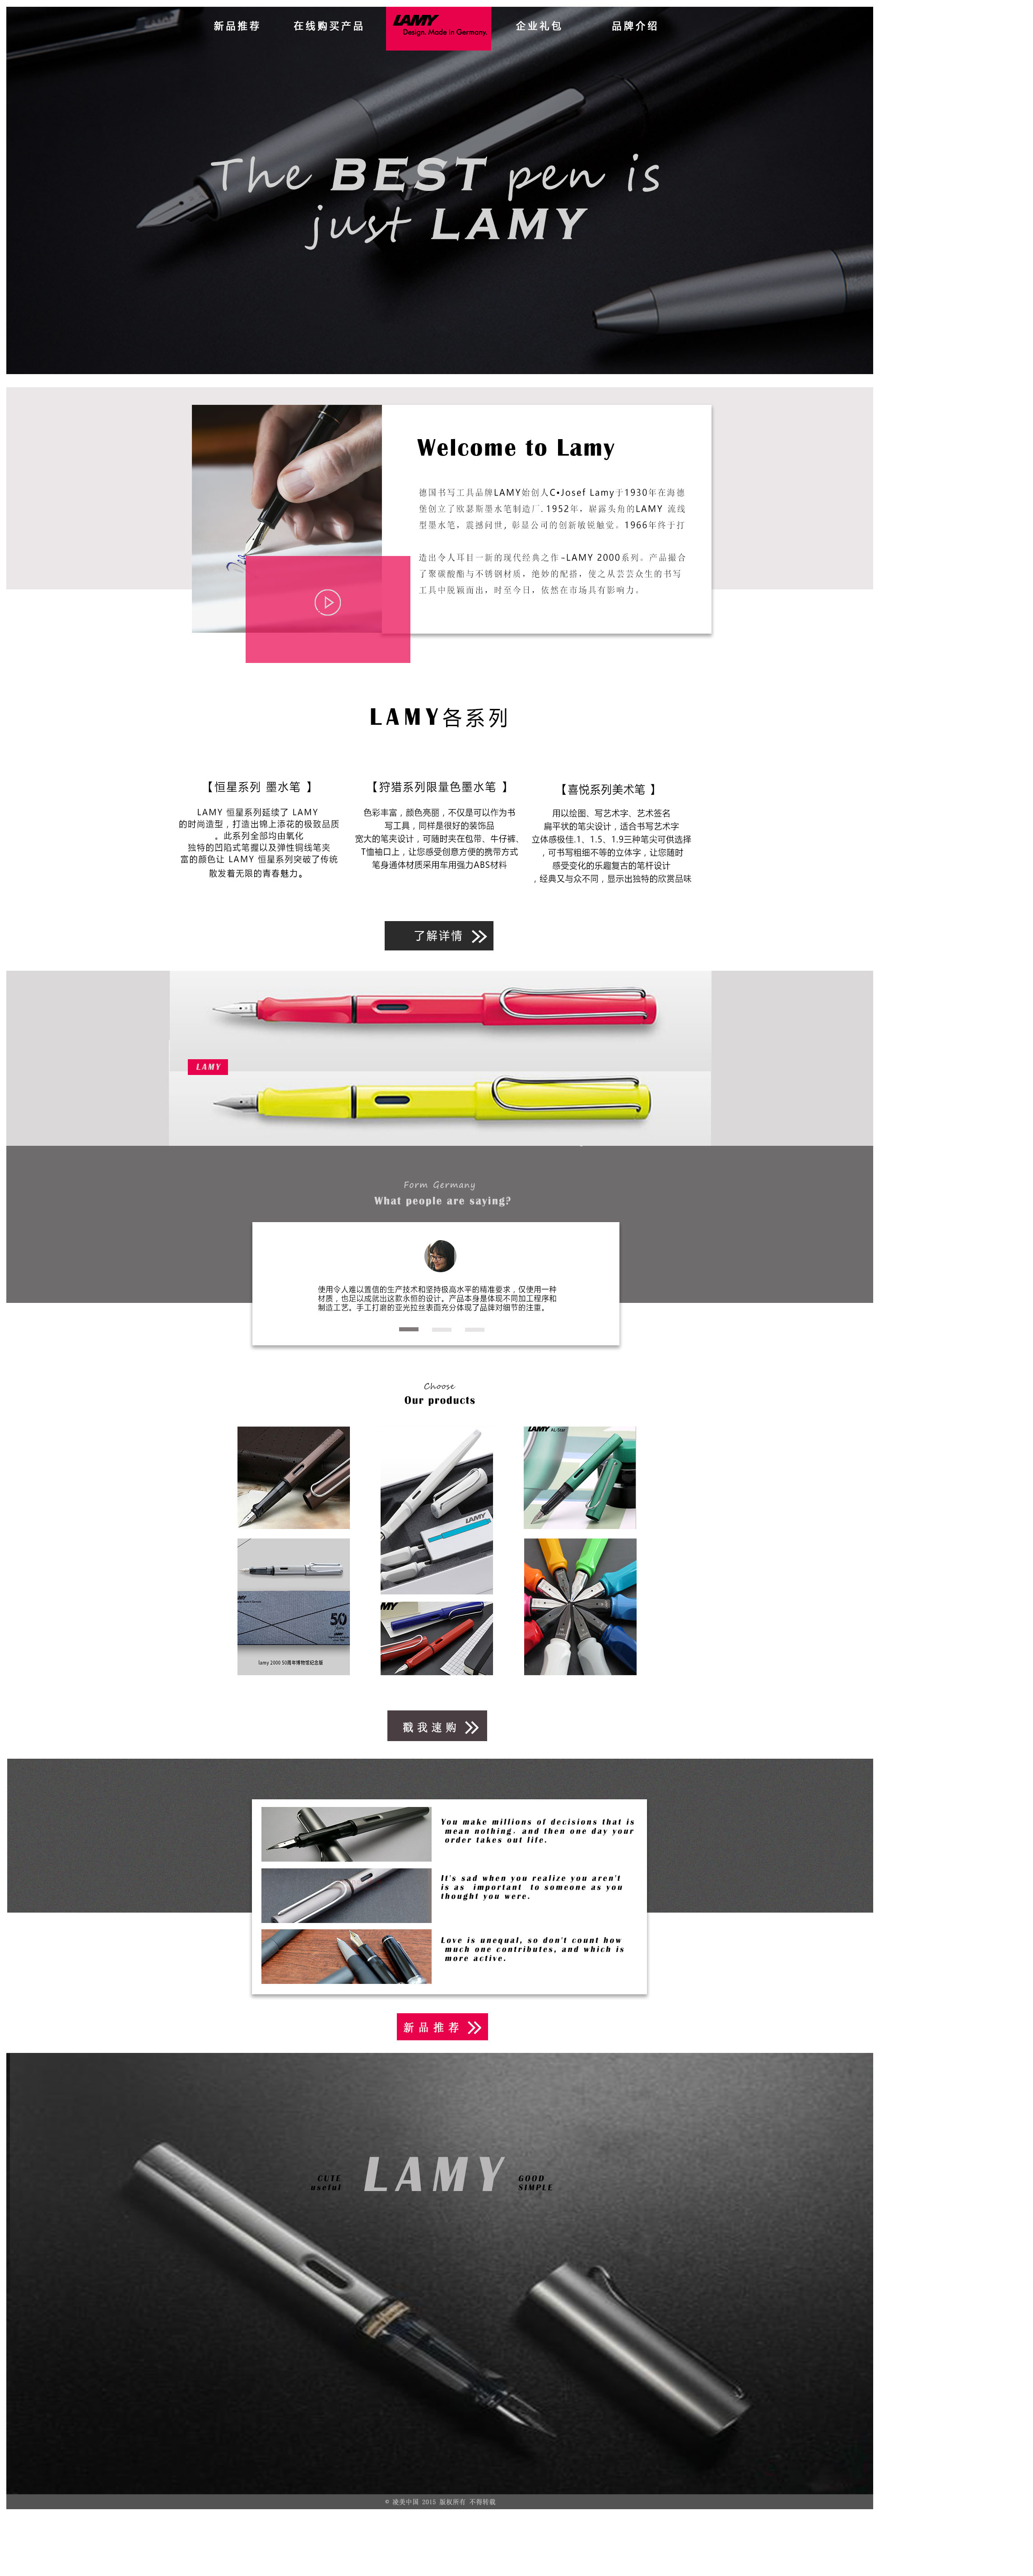 新品推荐
在线购买产品
LAMY
Design. Made in Germany.
企业礼包
品牌介绍
The BEST pen is
just LAMY
Welcome to Lamy
德国书写工具品牌LAMY始创人C•Josef Lamy于1930年在海德
堡创立了欧瑟斯墨水笔制造厂. 1952年，崭露头角的LAMY 流线
型墨水笔，震撼问世, 彰显公司的创新敏锐触觉。1966年终于打
造出令人耳目一新的现代经典之作–LAMY 2000系列。产品撮合
了聚碳酸酯与不锈钢材质，绝妙的配搭，使之从芸芸众生的书写
工具中脱颖而出，时至今日，依然在市场具有影响力。
LAMY各系列
【恒星系列 墨水笔 】
LAMY 恒星系列延续了 LAMY
的时尚造型，打造出锦上添花的极致品质
。此系列全部均由氧化
独特的凹陷式笔握以及弹性铜线笔夹
富的颜色让 LAMY 恒星系列突破了传统
散发着无限的青春魅力。
【狩猎系列限量色墨水笔 】
色彩丰富，颜色亮丽，不仅是可以作为书
写工具，同样是很好的装饰品
宽大的笔夹设计，可随时夹在包带、牛仔裤、
T恤袖口上，让您感受创意方便的携带方式
笔身通体材质采用车用强力ABS材料
【喜悦系列美术笔 】
用以绘图、写艺术字、艺术签名
扁平状的笔尖设计，适合书写艺术字
立体感极佳.1、1.5、1.9三种笔尖可供选择
，可书写粗细不等的立体字，让您随时
感受变化的乐趣复古的笔杆设计
，经典又与众不同，显示出独特的欣赏品味
了解详情
LAMY
Form Germany
What people are saying?
使用令人难以置信的生产技术和坚持极高水平的精准要求，仅使用一种
材质，也足以成就出这款永恒的设计。产品本身是体现不同加工程序和
制造工艺。手工打磨的亚光拉丝表面充分体现了品牌对细节的注重。
Choose
Our products
LAMY AL-star
LAMY
50
lamy 2000 50周年博物馆纪念版
戳我速购
You make millions of decisions that is
mean nothing. and then one day your
order takes out life.
It's sad when you realize you aren't
is as important to someone as you
thought you were.
Love is unequal, so don't count how
much one contributes, and which is
more active.
新品推荐
CUTE
useful
LAMY
GOOD
SIMPLE
© 凌美中国 2015 版权所有 不得转载